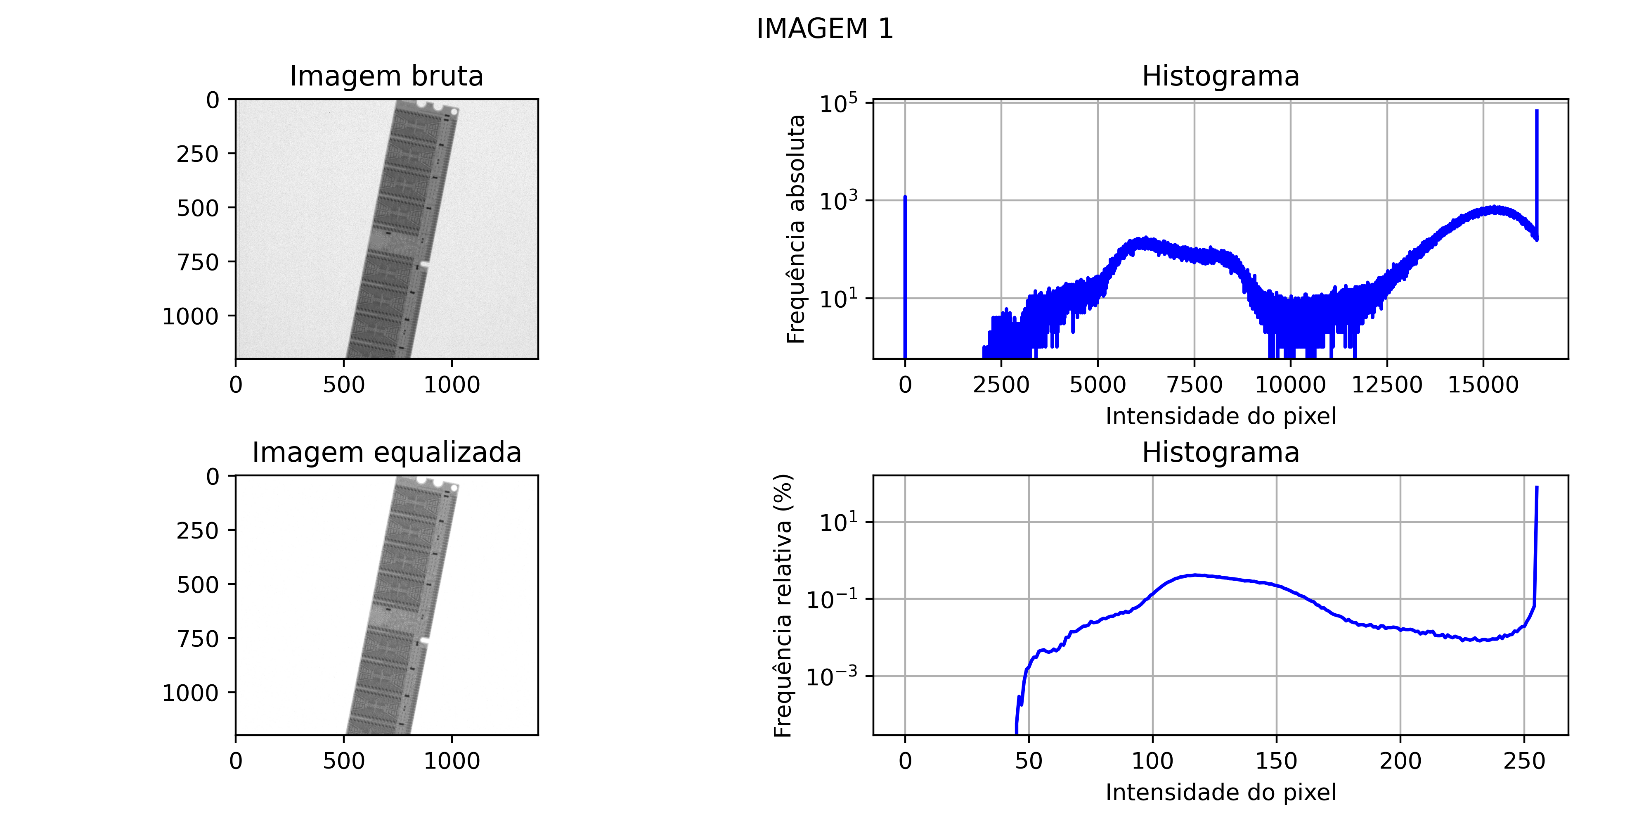 IMAGEM 1
Imagem bruta
0
250
500
750
1000
0 500 1000
Histograma
Frequência absoluta
10^5
10^3
10^1
0 2500 5000 7500 10000 12500 15000
Intensidade do pixel
Imagem equalizada
0
250
500
750
1000
0 500 1000
Histograma
Frequência relativa (%)
10^1
10^−1
10^−3
0 50 100 150 200 250
Intensidade do pixel